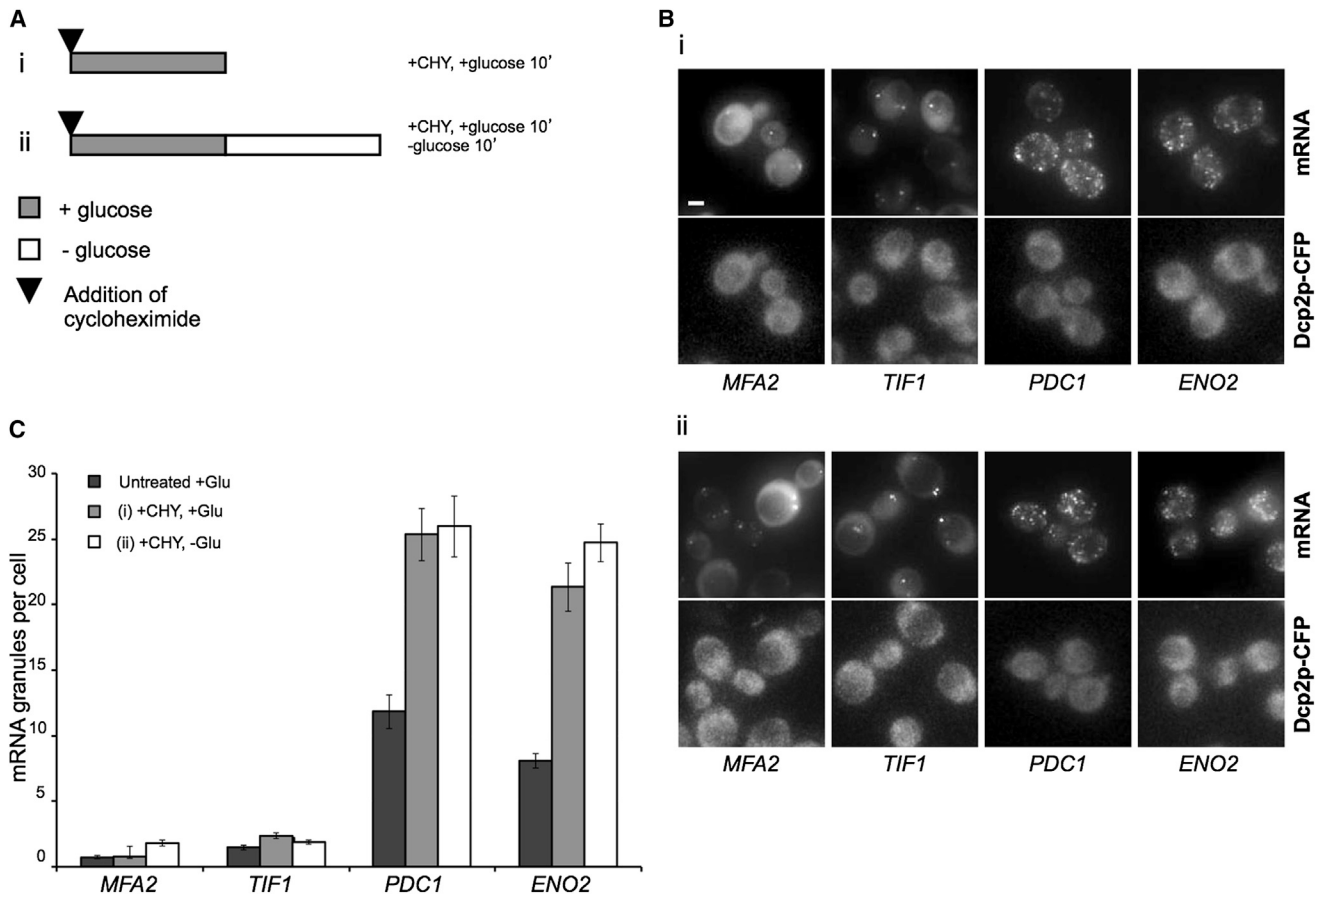 A
i
+CHY, +glucose 10’
ii
+CHY, +glucose 10’
-glucose 10’
+ glucose
- glucose
Addition of
cycloheximide
B
i
mRNA
Dcp2p-CFP
MFA2 TIF1 PDC1 ENO2
ii
mRNA
Dcp2p-CFP
MFA2 TIF1 PDC1 ENO2
C
mRNA granules per cell
30
25
20
15
10
5
0
Untreated +Glu
(i) +CHY, +Glu
(ii) +CHY, -Glu
MFA2 TIF1 PDC1 ENO2